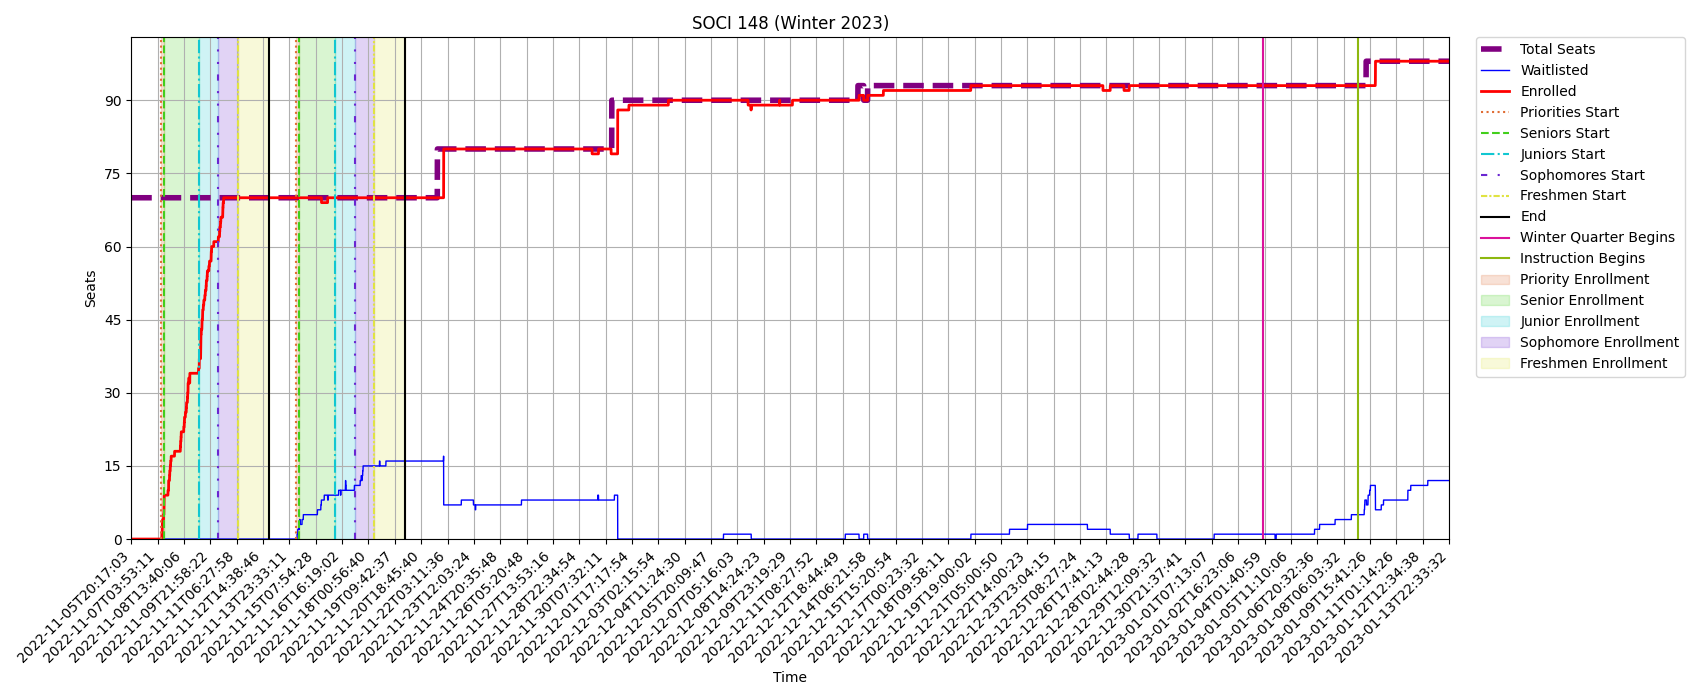 SOCI 148 (Winter 2023)
Seats
90
75
60
45
30
15
0
2022-11-05T20:17:03
2022-11-07T03:53:11
2022-11-08T13:40:06
2022-11-09T21:58:22
2022-11-11T06:27:58
2022-11-12T14:38:46
2022-11-13T23:33:11
2022-11-15T07:54:28
2022-11-16T16:19:02
2022-11-18T00:56:40
2022-11-19T09:42:37
2022-11-20T18:45:40
2022-11-22T03:11:36
2022-11-23T12:03:24
2022-11-24T20:35:48
2022-11-26T05:20:48
2022-11-27T13:53:16
2022-11-28T22:34:54
2022-11-30T07:32:11
2022-12-01T17:17:54
2022-12-03T02:15:54
2022-12-04T11:24:30
2022-12-05T20:09:47
2022-12-07T05:16:03
2022-12-08T14:24:23
2022-12-09T23:19:29
2022-12-11T08:27:52
2022-12-12T18:44:49
2022-12-14T06:21:58
2022-12-15T15:20:54
2022-12-17T00:23:32
2022-12-18T09:58:11
2022-12-19T19:00:02
2022-12-21T05:00:50
2022-12-22T14:00:23
2022-12-23T23:04:15
2022-12-25T08:27:24
2022-12-26T17:41:13
2022-12-28T02:44:28
2022-12-29T12:09:32
2022-12-30T21:37:41
2023-01-01T07:13:07
2023-01-02T16:23:06
2023-01-04T01:40:59
2023-01-05T11:10:06
2023-01-06T20:32:36
2023-01-08T06:03:32
2023-01-09T15:41:26
2023-01-11T01:14:26
2023-01-12T12:34:38
2023-01-13T22:33:32
Time
Total Seats
Waitlisted
Enrolled
Priorities Start
Seniors Start
Juniors Start
Sophomores Start
Freshmen Start
End
Winter Quarter Begins
Instruction Begins
Priority Enrollment
Senior Enrollment
Junior Enrollment
Sophomore Enrollment
Freshmen Enrollment